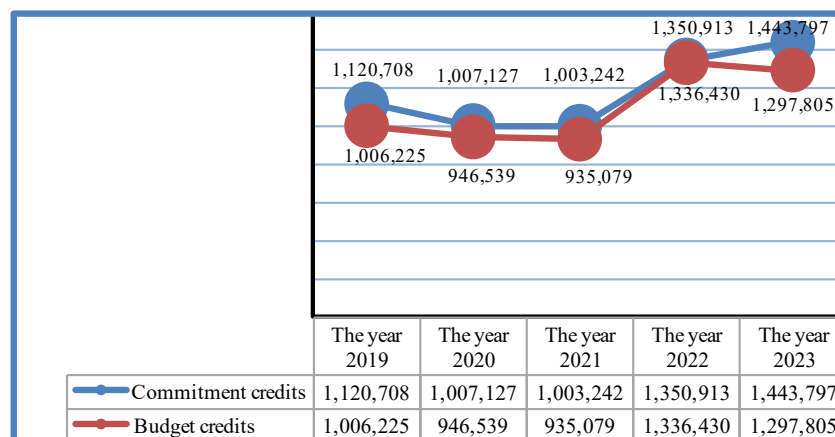 1,350,913 1,443,797
1,120,708 1,007,127 1,003,242
1,336,430 1,297,805
1,006,225 946,539 935,079
The year 2019 The year 2020 The year 2021 The year 2022 The year 2023
Commitment credits 1,120,708 1,007,127 1,003,242 1,350,913 1,443,797
Budget credits 1,006,225 946,539 935,079 1,336,430 1,297,805